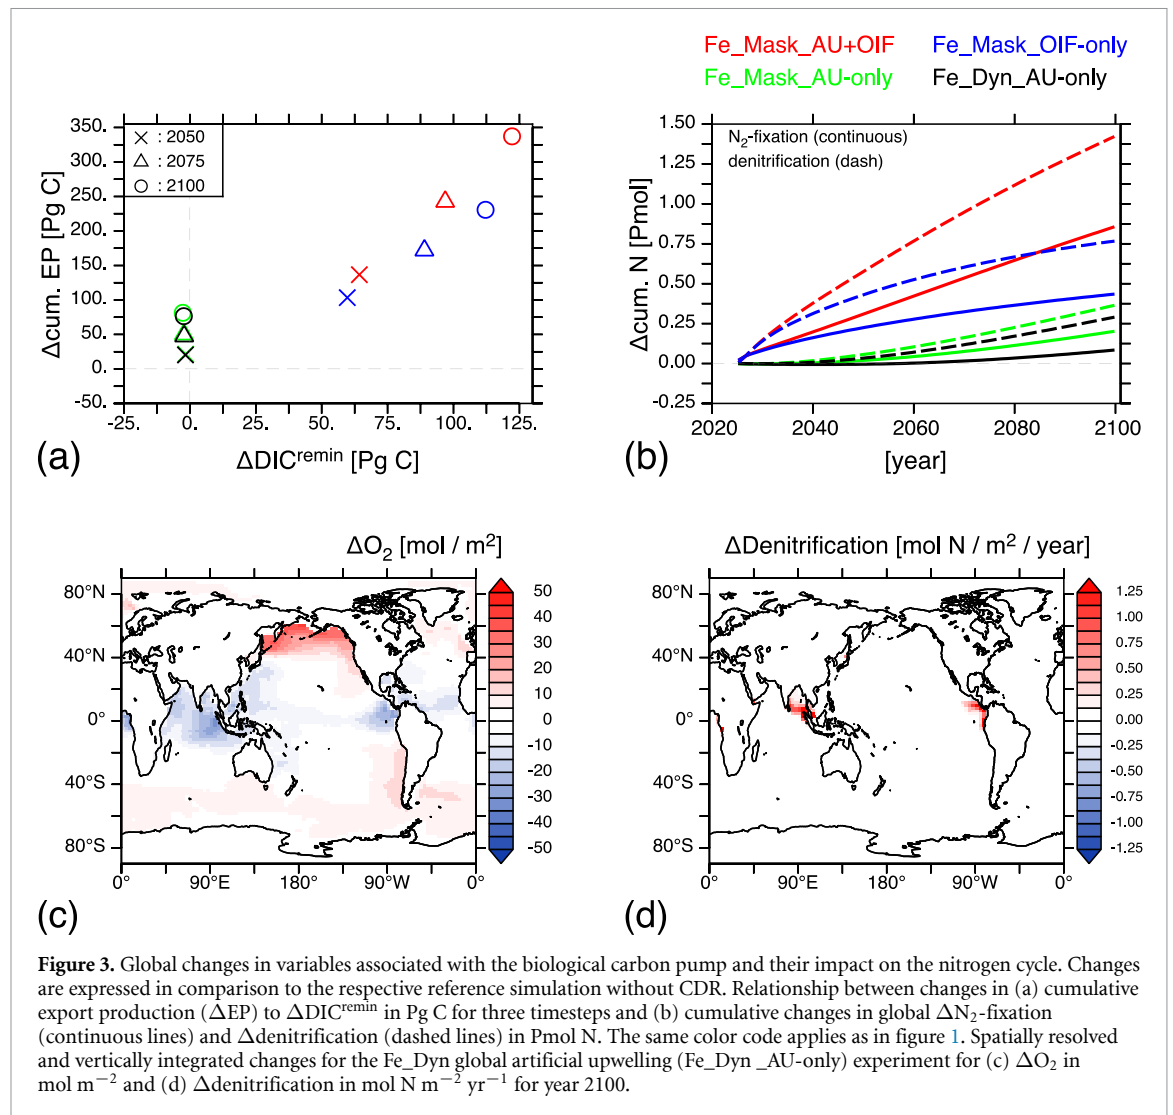 Fe_Mask_AU+OIF Fe_Mask_OIF-only
Fe_Mask_AU-only Fe_Dyn_AU-only
350.
300.
250.
200.
150.
100.
50.
0.
-50.
Δcum. EP [Pg C]
× : 2050
△ : 2075
○ : 2100
-25. 0. 25. 50. 75. 100. 125.
ΔDIC^remin [Pg C]
(a)
1.50
1.25
1.00
0.75
0.50
0.25
0.00
-0.25
Δcum. N [Pmol]
N₂-fixation (continuous)
denitrification (dash)
2020 2040 2060 2080 2100
[year]
(b)
ΔO₂ [mol / m²]
80°N
40°N
0°
40°S
80°S
0° 90°E 180° 90°W 0°
50
40
30
20
10
0
-10
-20
-30
-40
-50
(c)
ΔDenitrification [mol N / m² / year]
80°N
40°N
0°
40°S
80°S
0° 90°E 180° 90°W 0°
1.25
1.00
0.75
0.50
0.25
0.00
-0.25
-0.50
-0.75
-1.00
-1.25
(d)
Figure 3. Global changes in variables associated with the biological carbon pump and their impact on the nitrogen cycle. Changes
are expressed in comparison to the respective reference simulation without CDR. Relationship between changes in (a) cumulative
export production (ΔEP) to ΔDIC^remin in Pg C for three timesteps and (b) cumulative changes in global ΔN₂-fixation
(continuous lines) and Δdenitrification (dashed lines) in Pmol N. The same color code applies as in figure 1. Spatially resolved
and vertically integrated changes for the Fe_Dyn global artificial upwelling (Fe_Dyn _AU-only) experiment for (c) ΔO₂ in
mol m⁻² and (d) Δdenitrification in mol N m⁻² yr⁻¹ for year 2100.